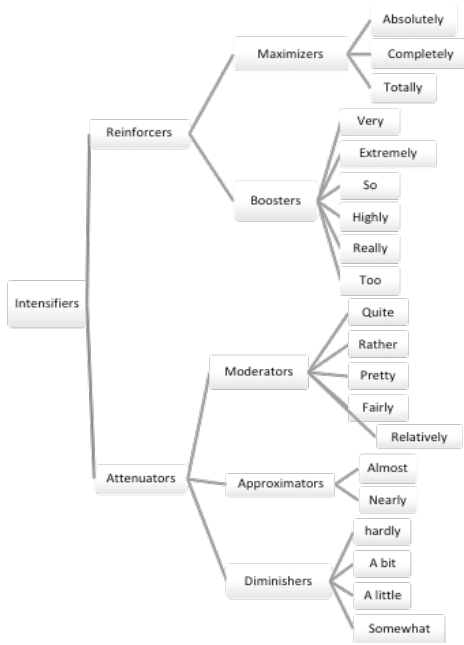 Absolutely
Maximizers
Completely
Totally
Reinforcers
Very
Extremely
So
Boosters
Highly
Really
Too
Intensifiers
Quite
Rather
Moderators
Pretty
Fairly
Relatively
Attenuators
Almost
Approximators
Nearly
hardly
A bit
Diminishers
A little
Somewhat